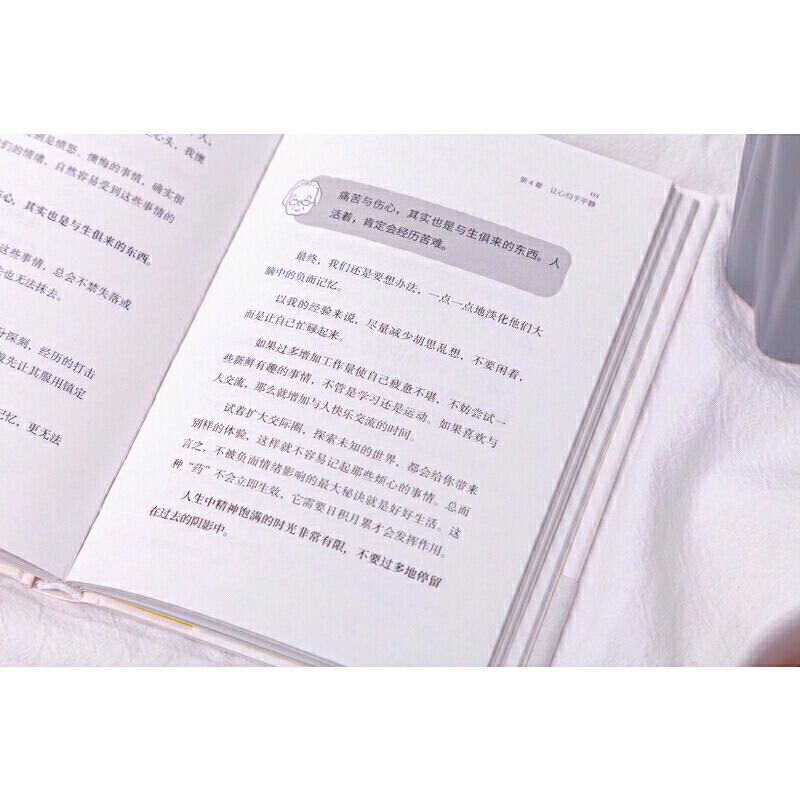 人，
心头，我懊
是愤怒、懊悔的事情，确实很
们的情绪，自然容易受到这些事情的
心，其实也是与生俱来的东西。
这些事情，总会不禁失落或
也无法抹去。
分深刻，经历的打击
先让其服用镇定
记忆，更无法
第4章 让心归于平静
痛苦与伤心，其实也是与生俱来的东西。人
活着，肯定会经历苦难。
最终，我们还是要想办法，一点一点地淡化他们大
脑中的负面记忆。
以我的经验来说，尽量减少胡思乱想，不要闲着，
而是让自己忙碌起来。
如果过多增加工作量使自己疲惫不堪，不妨尝试一
些新鲜有趣的事情，不管是学习还是运动。如果喜欢与
人交流，那么就增加与人快乐交流的时间。
试着扩大交际圈，探索未知的世界，都会给你带来
别样的体验，这样就不容易记起那些烦心的事情。总而
言之，不被负面情绪影响的最大秘诀就是好好生活。这
种“药”不会立即生效，它需要日积月累才会发挥作用。
人生中精神饱满的时光非常有限，不要过多地停留
在过去的阴影中。